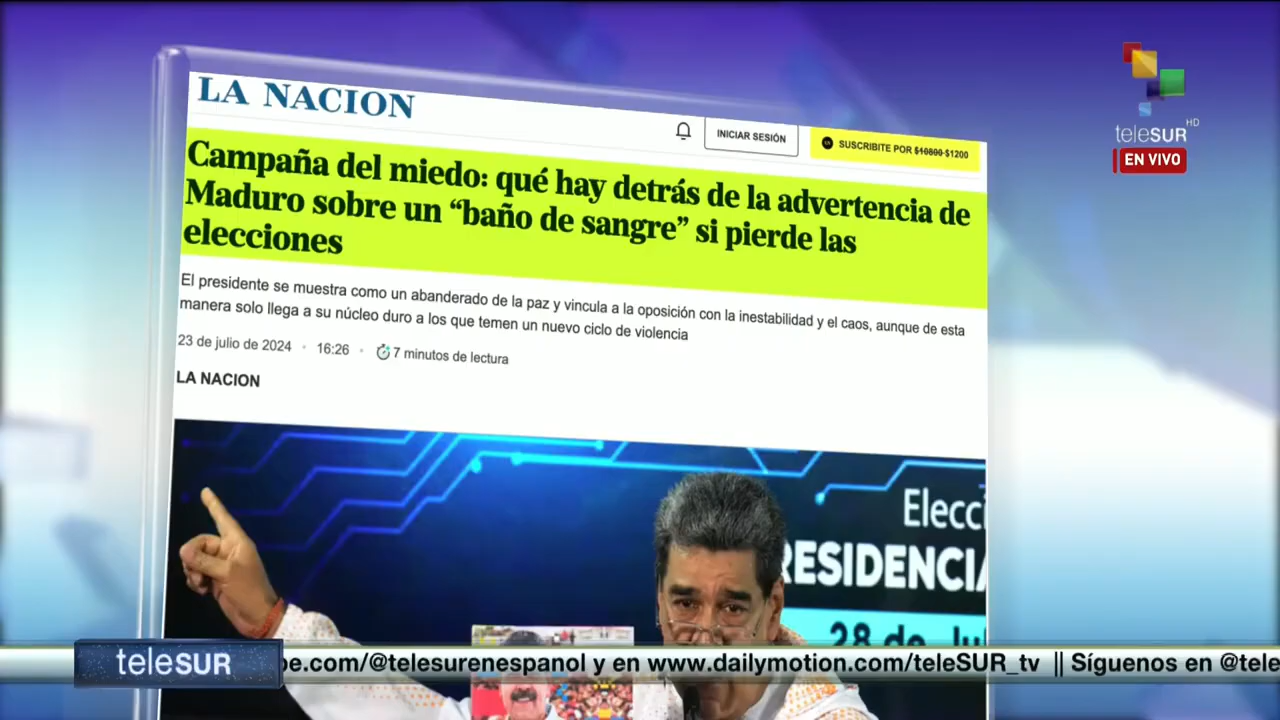 LA NACION
INICIAR SESIÓN
SUSCRIBITE POR $10800 $1200
Campaña del miedo: qué hay detrás de la advertencia de
Maduro sobre un “baño de sangre” si pierde las
elecciones
El presidente se muestra como un abanderado de la paz y vincula a la oposición con la inestabilidad y el caos, aunque de esta
manera solo llega a su núcleo duro a los que temen un nuevo ciclo de violencia
23 de julio de 2024 • 16:26 • 7 minutos de lectura
LA NACION
Elecci
RESIDENCIA
28 de Jul
teleSUR HD
EN VIVO
teleSUR
be.com/@telesurenespanol y en www.dailymotion.com/teleSUR_tv || Síguenos en @tele